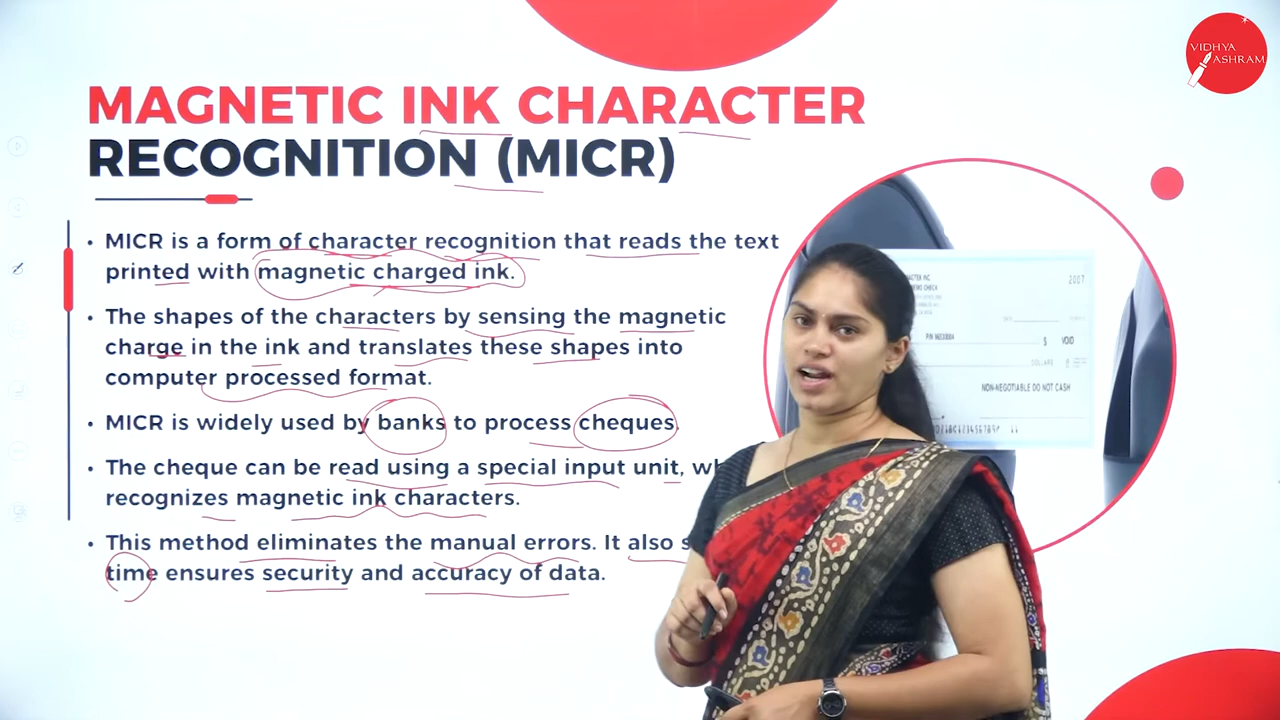 VIDHYA
ASHRAM
MAGNETIC INK CHARACTER
RECOGNITION (MICR)
• MICR is a form of character recognition that reads the text
printed with magnetic charged ink.
• The shapes of the characters by sensing the magnetic
charge in the ink and translates these shapes into
computer processed format.
• MICR is widely used by banks to process cheques.
• The cheque can be read using a special input unit,
recognizes magnetic ink characters.
• This method eliminates the manual errors. It also
time ensures security and accuracy of data.
2007
$ VOID
DOLLARS
NON-NEGOTIABLE DO NOT CASH